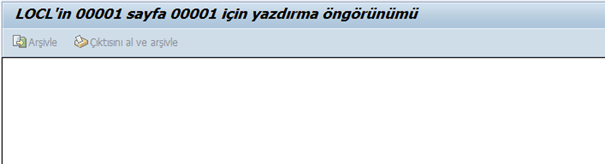 LOCL'in 00001 sayfa 00001 için yazdırma öngörünümü
Arşivle Çıktısını al ve arşivle